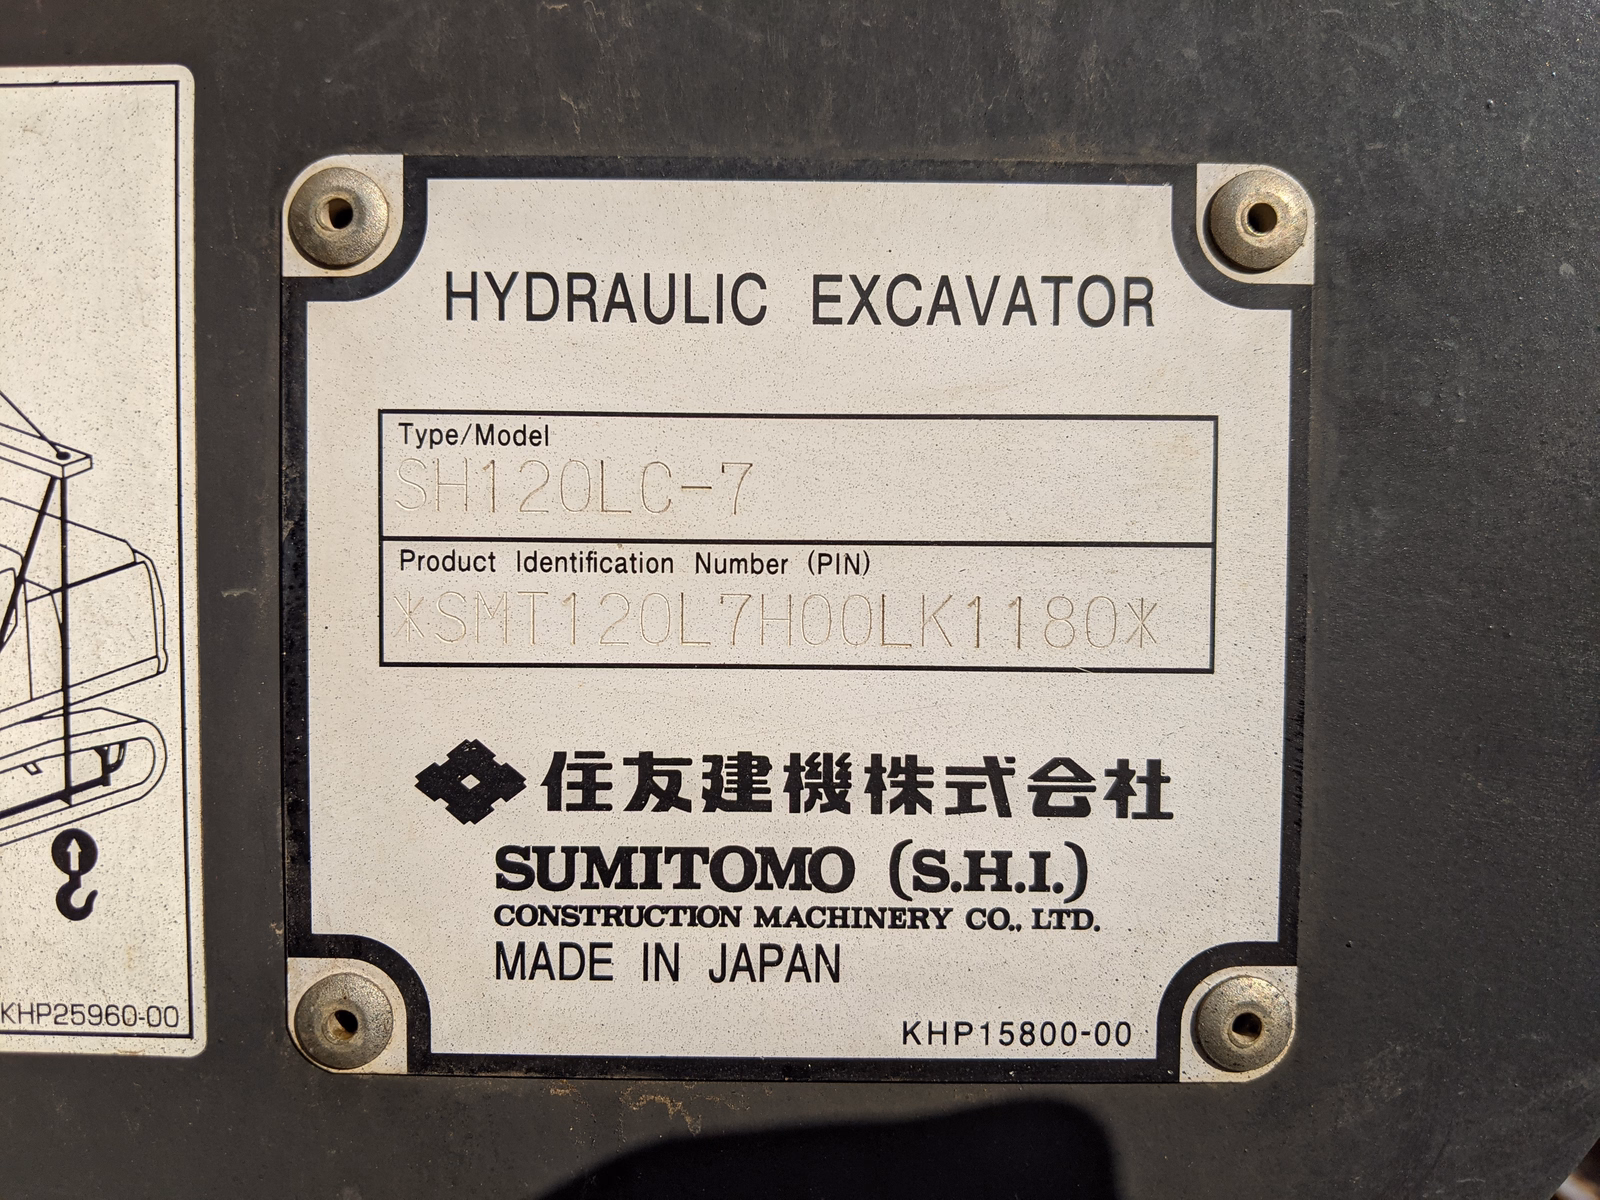 HYDRAULIC EXCAVATOR
Type/Model
SH120LC-7
Product Identification Number (PIN)
*SMT120L7H00LK1180*
住友建機株式会社
SUMITOMO (S.H.I.)
CONSTRUCTION MACHINERY CO., LTD.
MADE IN JAPAN
KHP15800-00
KHP25960-00